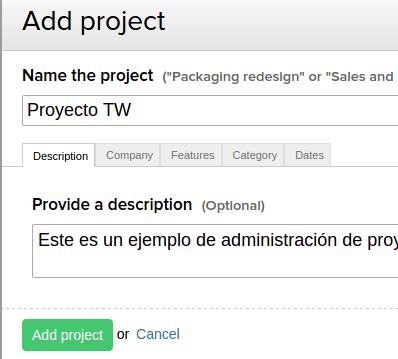 Add project
Name the project ("Packaging redesign" or "Sales and
Proyecto TW
Description Company Features Category Dates
Provide a description (Optional)
Este es un ejemplo de administración de proy
Add project or Cancel